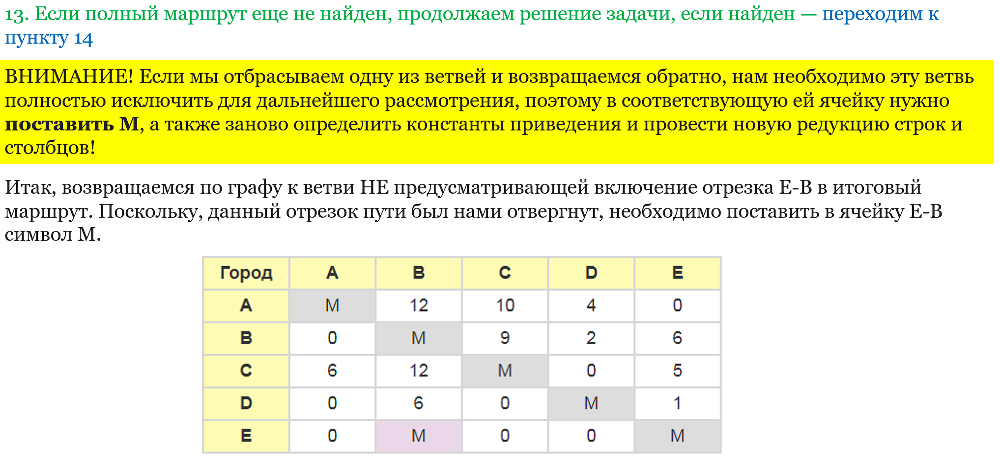 13. Если полный маршрут еще не найден, продолжаем решение задачи, если найден — переходим к
пункту 14
ВНИМАНИЕ! Если мы отбрасываем одну из ветвей и возвращаемся обратно, нам необходимо эту ветвь
полностью исключить для дальнейшего рассмотрения, поэтому в соответствующую ей ячейку нужно
поставить М, а также заново определить константы приведения и провести новую редукцию строк и
столбцов!
Итак, возвращаемся по графу к ветви НЕ предусматривающей включение отрезка E-B в итоговый
маршрут. Поскольку, данный отрезок пути был нами отвергнут, необходимо поставить в ячейку E-B
символ М.
Город A B C D E
A M 12 10 4 0
B 0 M 9 2 6
C 6 12 M 0 5
D 0 6 0 M 1
E 0 M 0 0 M